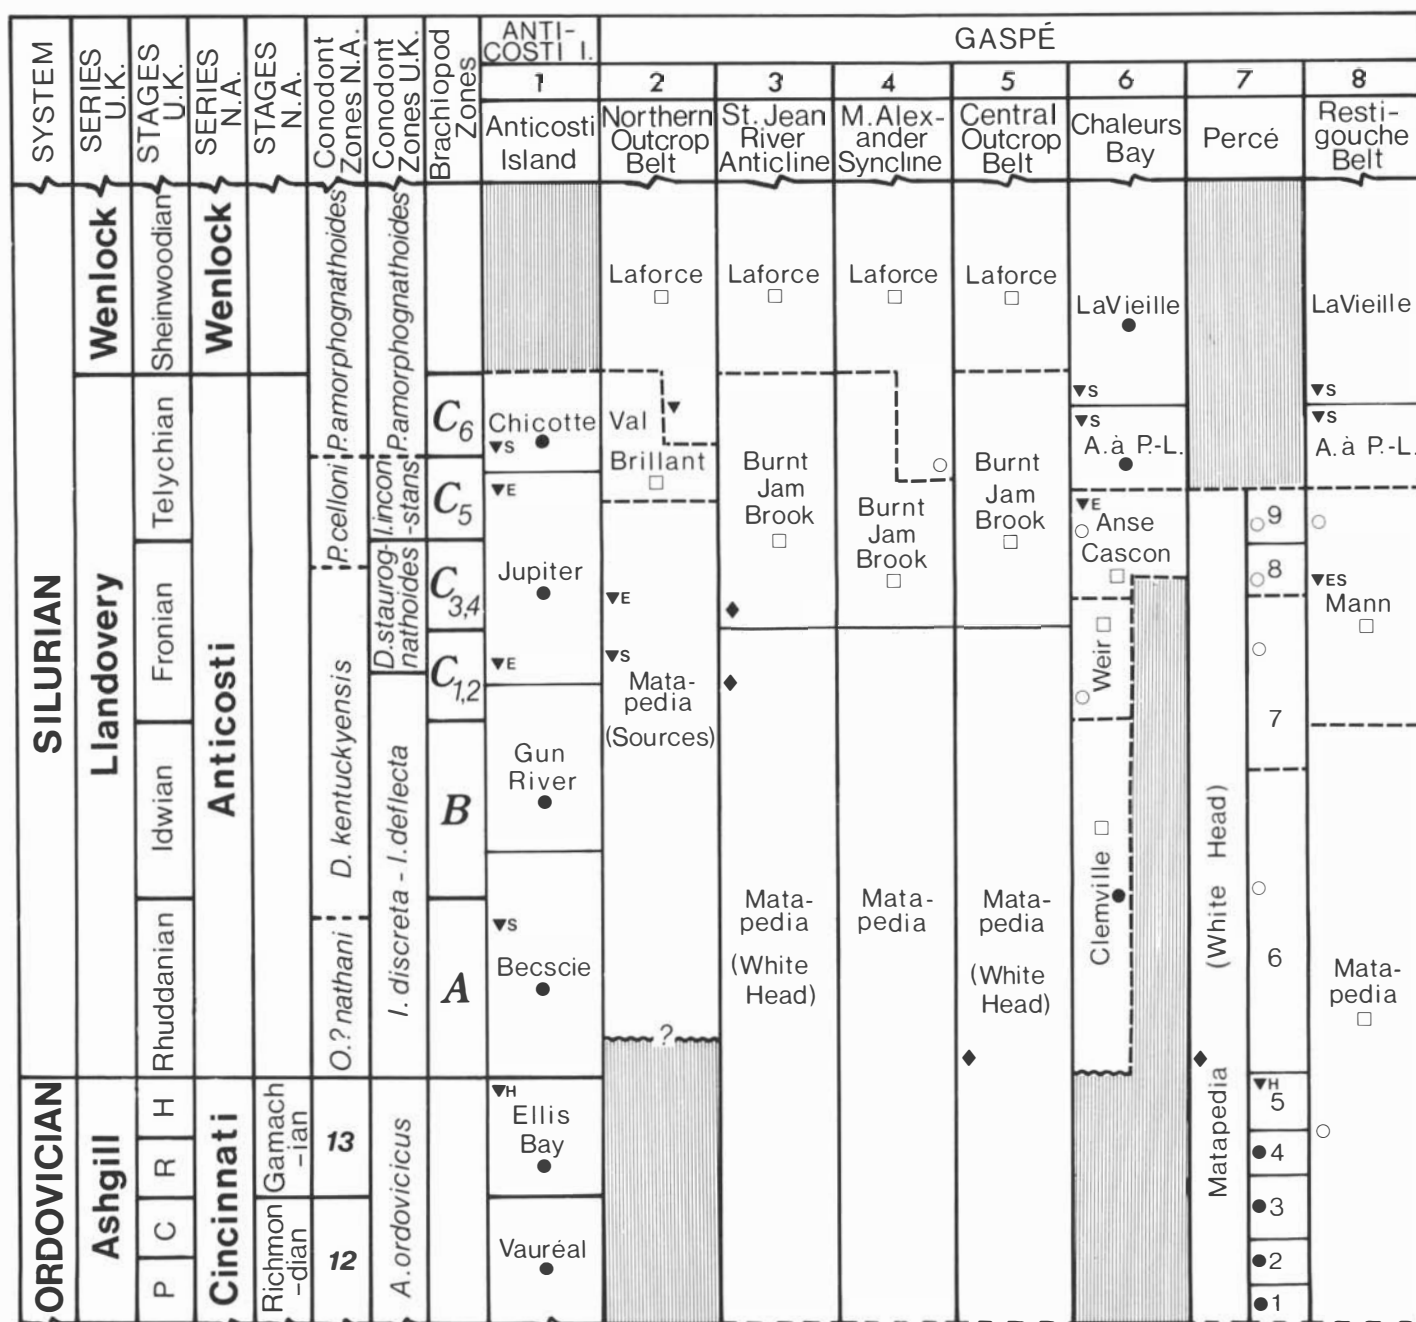 SYSTEM
SERIES
U.K.
STAGES
U.K.
SERIES
N.A.
STAGES
N.A.
Conodont
Zones N.A.
Conodont
Zones U.K.
Brachiopod
Zones
ANTI-
COSTI I.
GASPÉ
1
2
3
4
5
6
7
8
Anticosti
Island
Northern
Outcrop
Belt
St. Jean
River
Anticline
M. Alex-
ander
Syncline
Central
Outcrop
Belt
Chaleurs
Bay
Percé
Resti-
gouche
Belt
SILURIAN
ORDOVICIAN
Wenlock
Llandovery
Ashgill
Sheinwoodian
Telychian
Fronian
Idwian
Rhuddanian
H
R
C
P
Wenlock
Anticosti
Cincinnati
Gamach
-ian
Richmon
-dian
P. amorphognathoides
P. celloni
D. kentuckyensis
O.? nathani
13
12
P. amorphognathoides
I. incon
-stans
D. staurog-
nathoides
I. discreta - I. deflecta
A. ordovicicus
C6
C5
C3,4
C1,2
B
A
Chicotte
S
E
Jupiter
E
Gun
River
S
Becscie
H
Ellis
Bay
Vauréal
Laforce
Val
Brillant
E
S
Mata-
pedia
(Sources)
?
Laforce
Burnt
Jam
Brook
Mata-
pedia
(White
Head)
Laforce
Burnt
Jam
Brook
Mata-
pedia
Laforce
Burnt
Jam
Brook
Mata-
pedia
(White
Head)
LaVieille
S
S
A. à P.-L.
E
Anse
Cascon
Weir
Clemville
Matapedia
(White Head)
9
8
7
6
H
5
4
3
2
1
LaVieille
S
S
A. à P.-L.
ES
Mann
Mata-
pedia